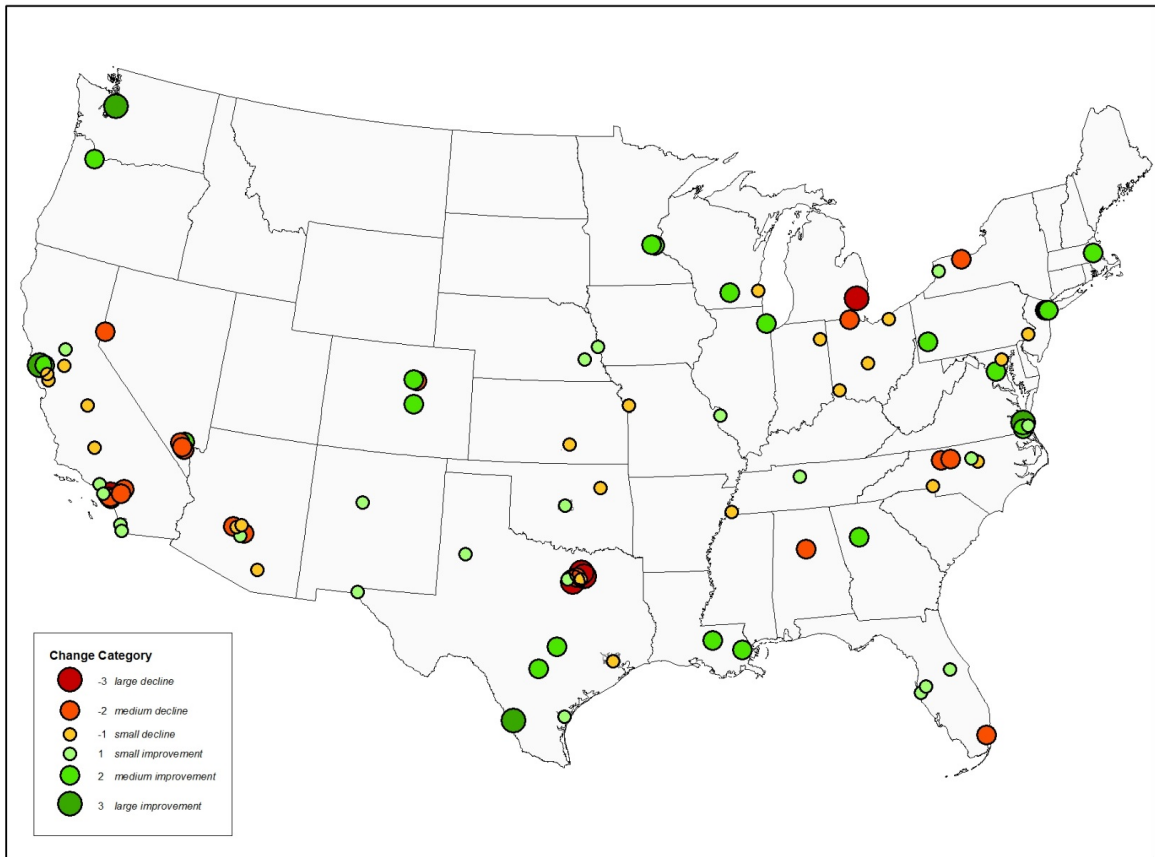 Change Category
-3 large decline
-2 medium decline
-1 small decline
1 small improvement
2 medium improvement
3 large improvement